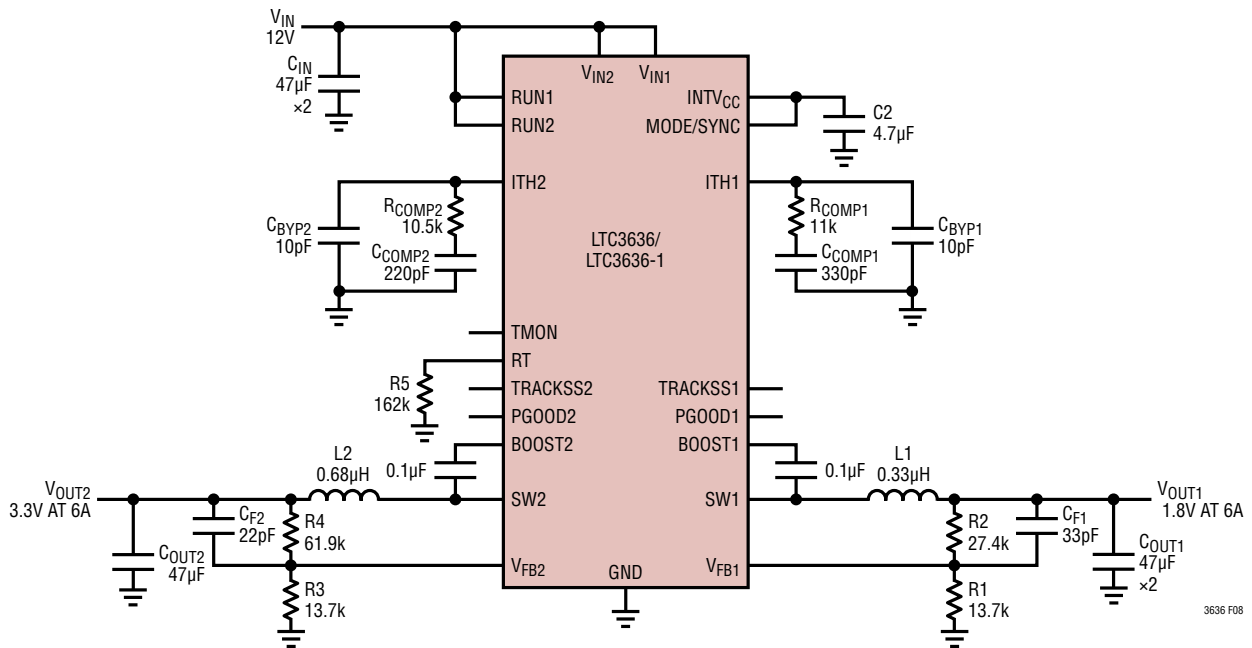 VIN
12V
CIN
47µF
×2
VIN2
VIN1
RUN1
RUN2
INTVCC
MODE/SYNC
C2
4.7µF
ITH2
ITH1
CBYP2
10pF
RCOMP2
10.5k
CCOMP2
220pF
LTC3636/
LTC3636-1
RCOMP1
11k
CCOMP1
330pF
CBYP1
10pF
TMON
RT
R5
162k
TRACKSS2
PGOOD2
BOOST2
TRACKSS1
PGOOD1
BOOST1
L2
0.68µH
0.1µF
SW2
SW1
0.1µF
L1
0.33µH
VOUT2
3.3V AT 6A
VOUT1
1.8V AT 6A
COUT2
47µF
CF2
22pF
R4
61.9k
R3
13.7k
VFB2
GND
VFB1
R2
27.4k
R1
13.7k
CF1
33pF
COUT1
47µF
×2
3636 F08